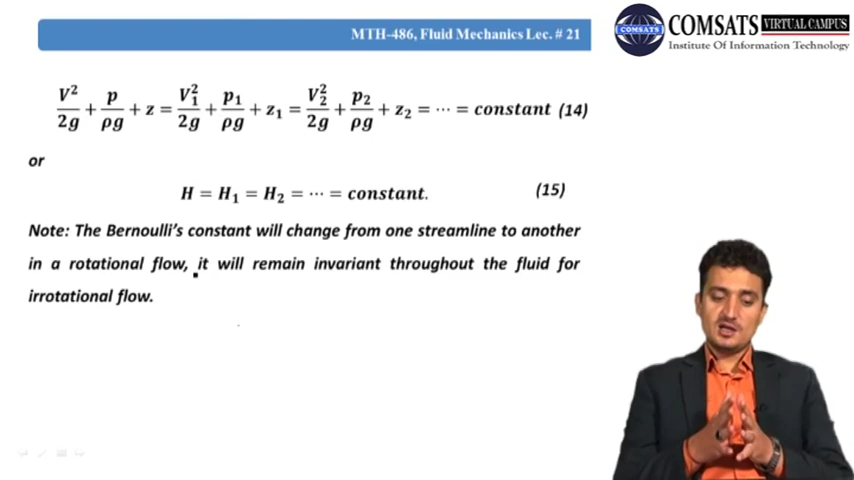 MTH-486, Fluid Mechanics Lec. # 21
COMSATS
COMSATS VIRTUAL CAMPUS
Institute Of Information Technology
V²/2g + p/ρg + z = V₁²/2g + p₁/ρg + z₁ = V₂²/2g + p₂/ρg + z₂ = ⋯ = constant (14)
or
H = H₁ = H₂ = ⋯ = constant. (15)
Note: The Bernoulli's constant will change from one streamline to another
in a rotational flow, it will remain invariant throughout the fluid for
irrotational flow.